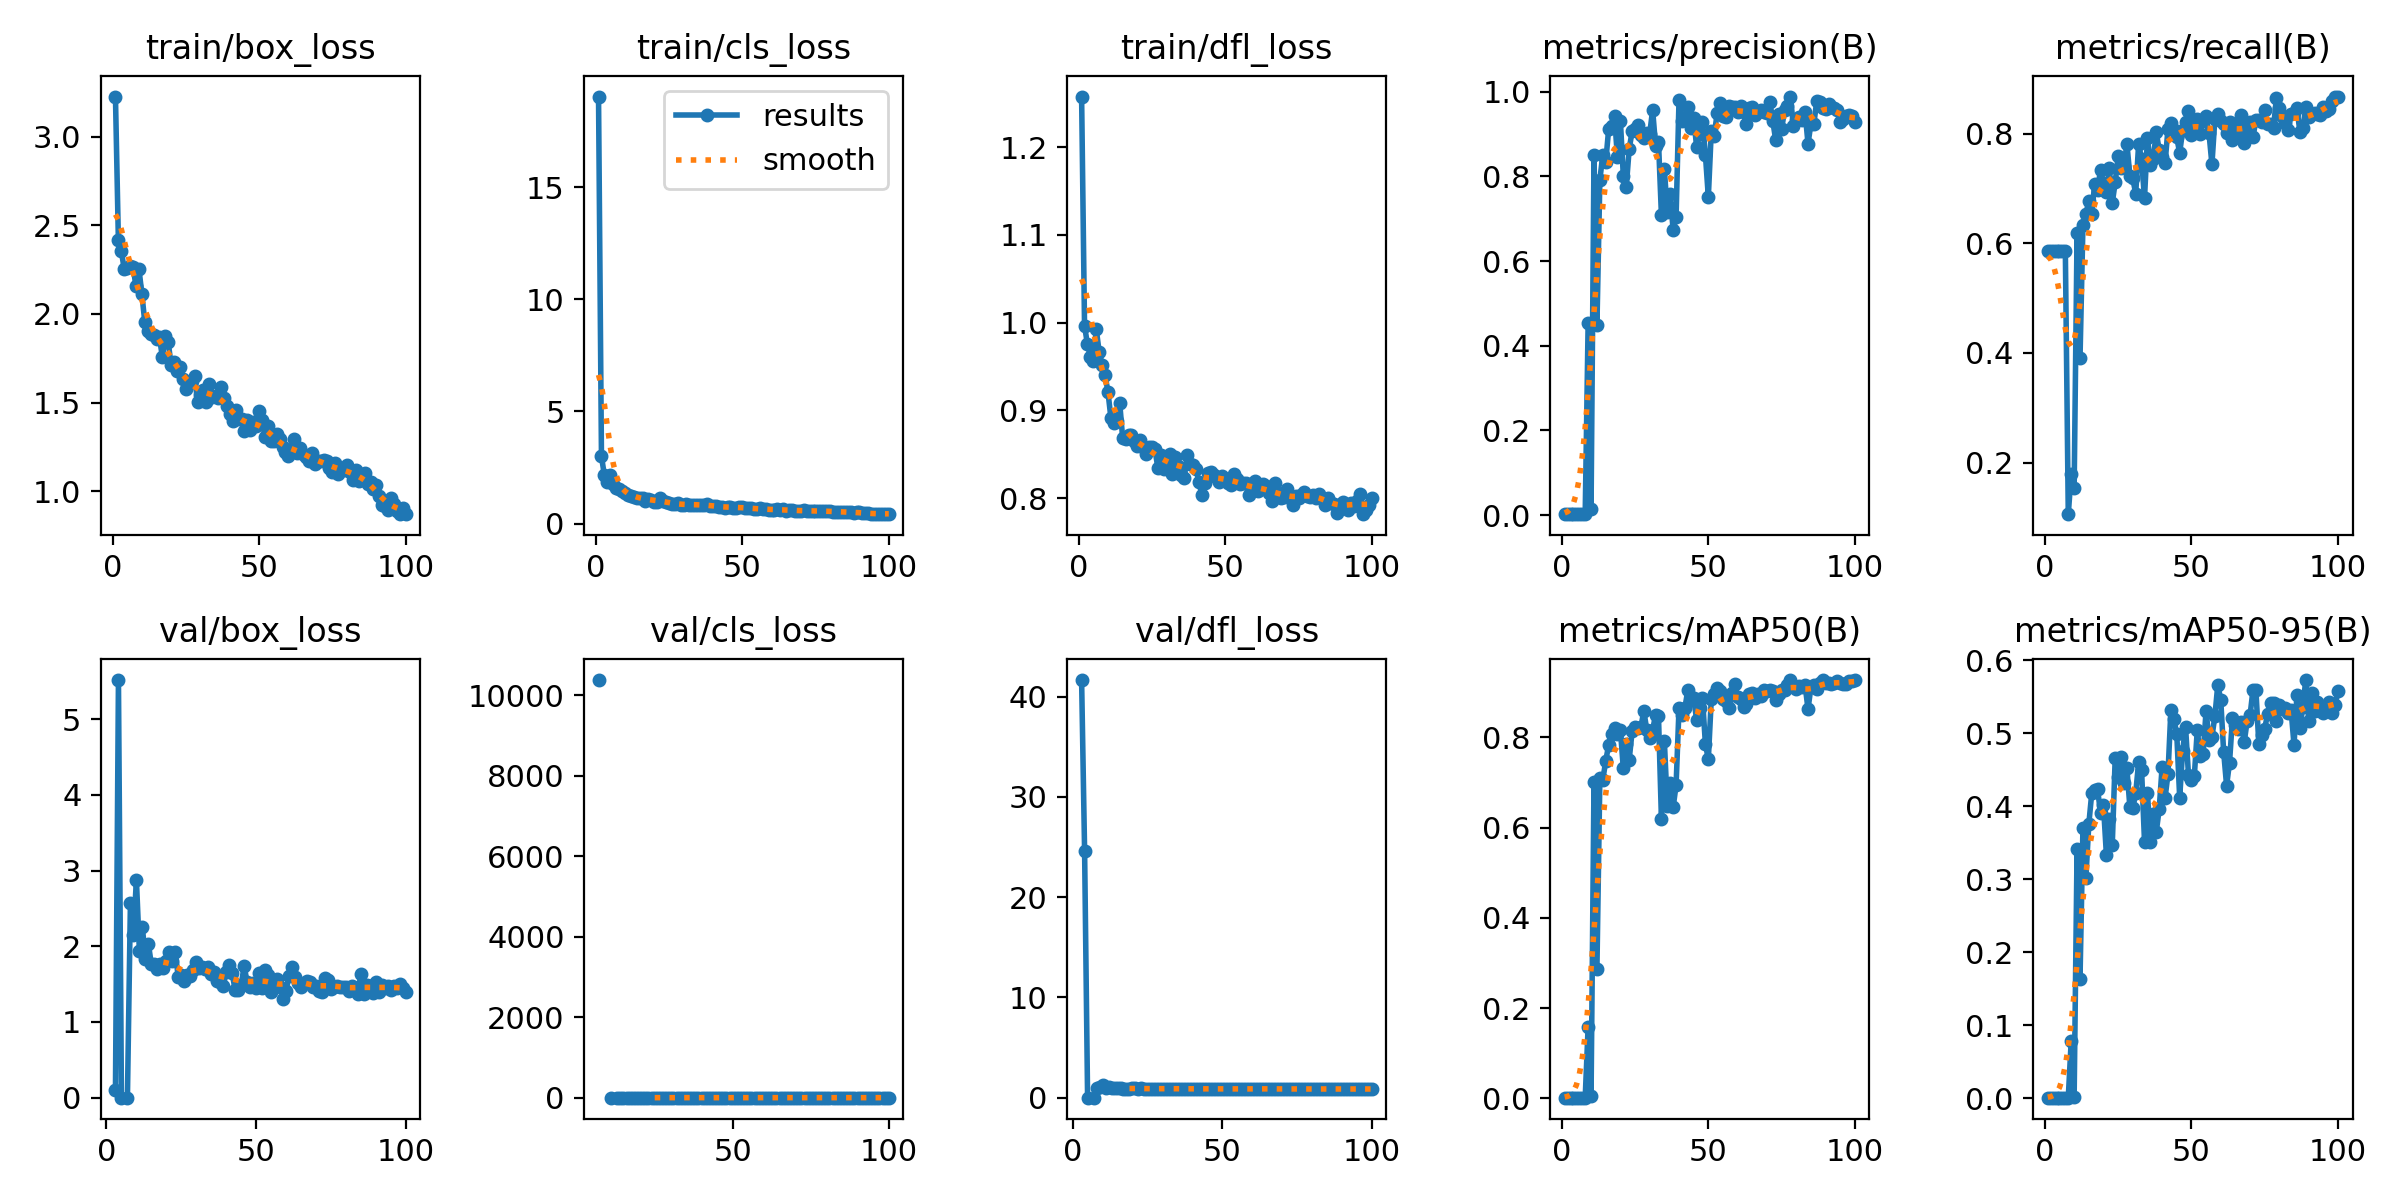 train/box_loss
3.0
2.5
2.0
1.5
1.0
0 50 100
train/cls_loss
results
smooth
15
10
5
0
0 50 100
train/dfl_loss
1.2
1.1
1.0
0.9
0.8
0 50 100
metrics/precision(B)
1.0
0.8
0.6
0.4
0.2
0.0
0 50 100
metrics/recall(B)
0.8
0.6
0.4
0.2
0 50 100
val/box_loss
5
4
3
2
1
0
0 50 100
val/cls_loss
10000
8000
6000
4000
2000
0
50 100
val/dfl_loss
40
30
20
10
0
0 50 100
metrics/mAP50(B)
0.8
0.6
0.4
0.2
0.0
0 50 100
metrics/mAP50-95(B)
0.6
0.5
0.4
0.3
0.2
0.1
0.0
0 50 100